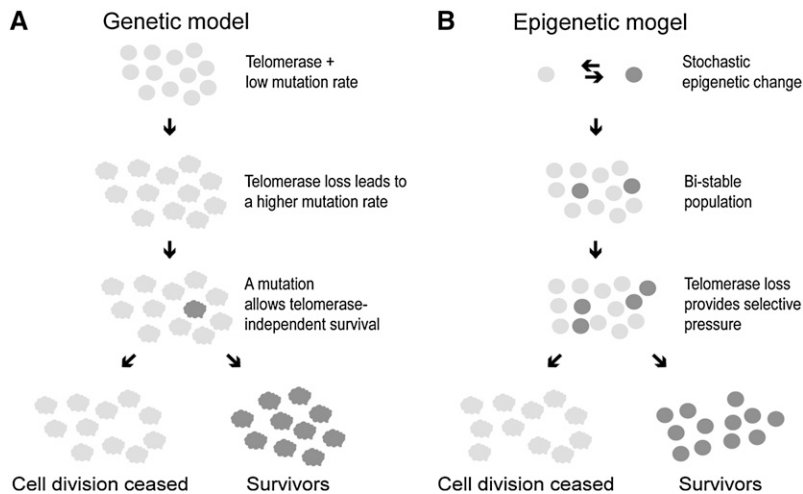 A
Genetic model
Telomerase +
low mutation rate
Telomerase loss leads to
a higher mutation rate
A mutation
allows telomerase-
independent survival
Cell division ceased
Survivors
B
Epigenetic mogel
Stochastic
epigenetic change
Bi-stable
population
Telomerase loss
provides selective
pressure
Cell division ceased
Survivors